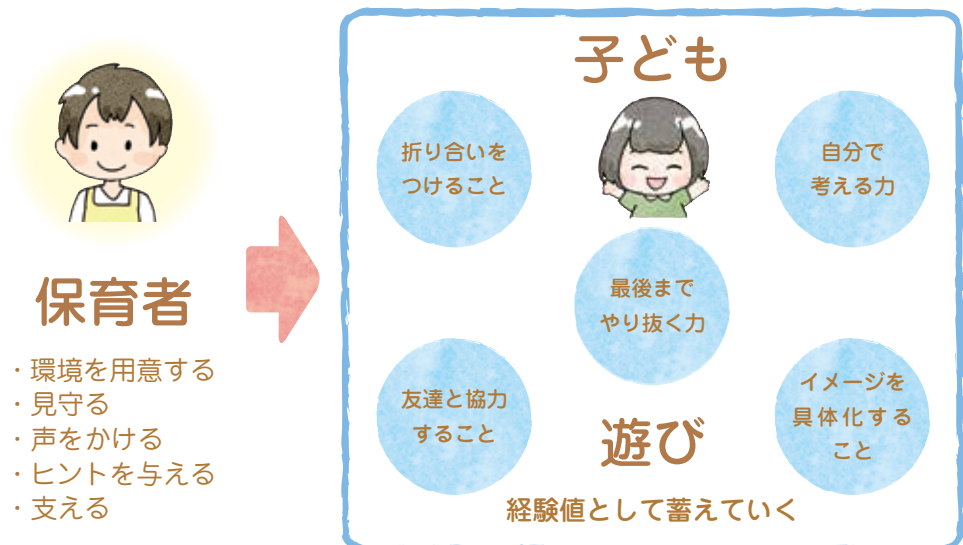 保育者
・環境を用意する
・見守る
・声をかける
・ヒントを与える
・支える
子ども
折り合いを
つけること
自分で
考える力
最後まで
やり抜く力
友達と協力
すること
イメージを
具体化する
こと
遊び
経験値として蓄えていく